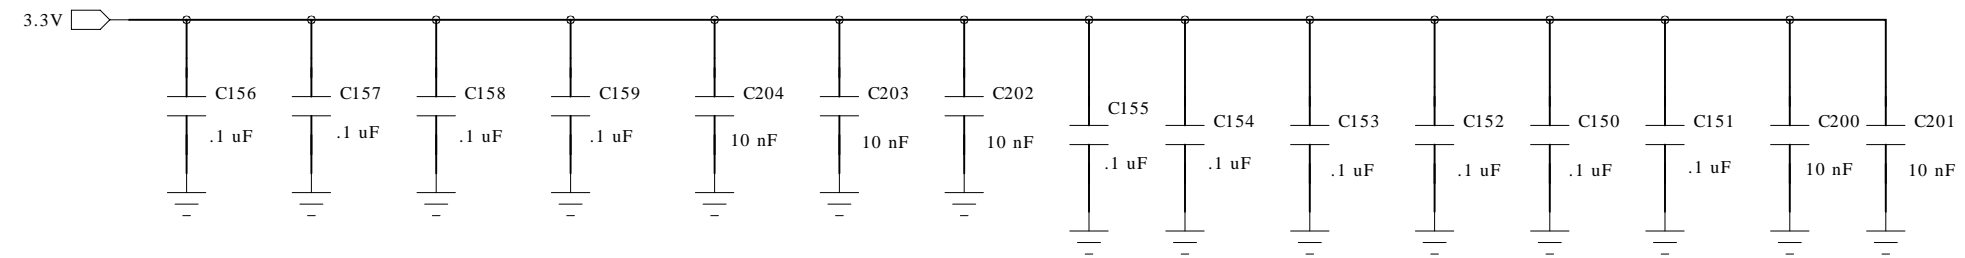 3.3V
C156
.1 uF
C157
.1 uF
C158
.1 uF
C159
.1 uF
C204
10 nF
C203
10 nF
C202
10 nF
C155
.1 uF
C154
.1 uF
C153
.1 uF
C152
.1 uF
C150
.1 uF
C151
.1 uF
C200
10 nF
C201
10 nF